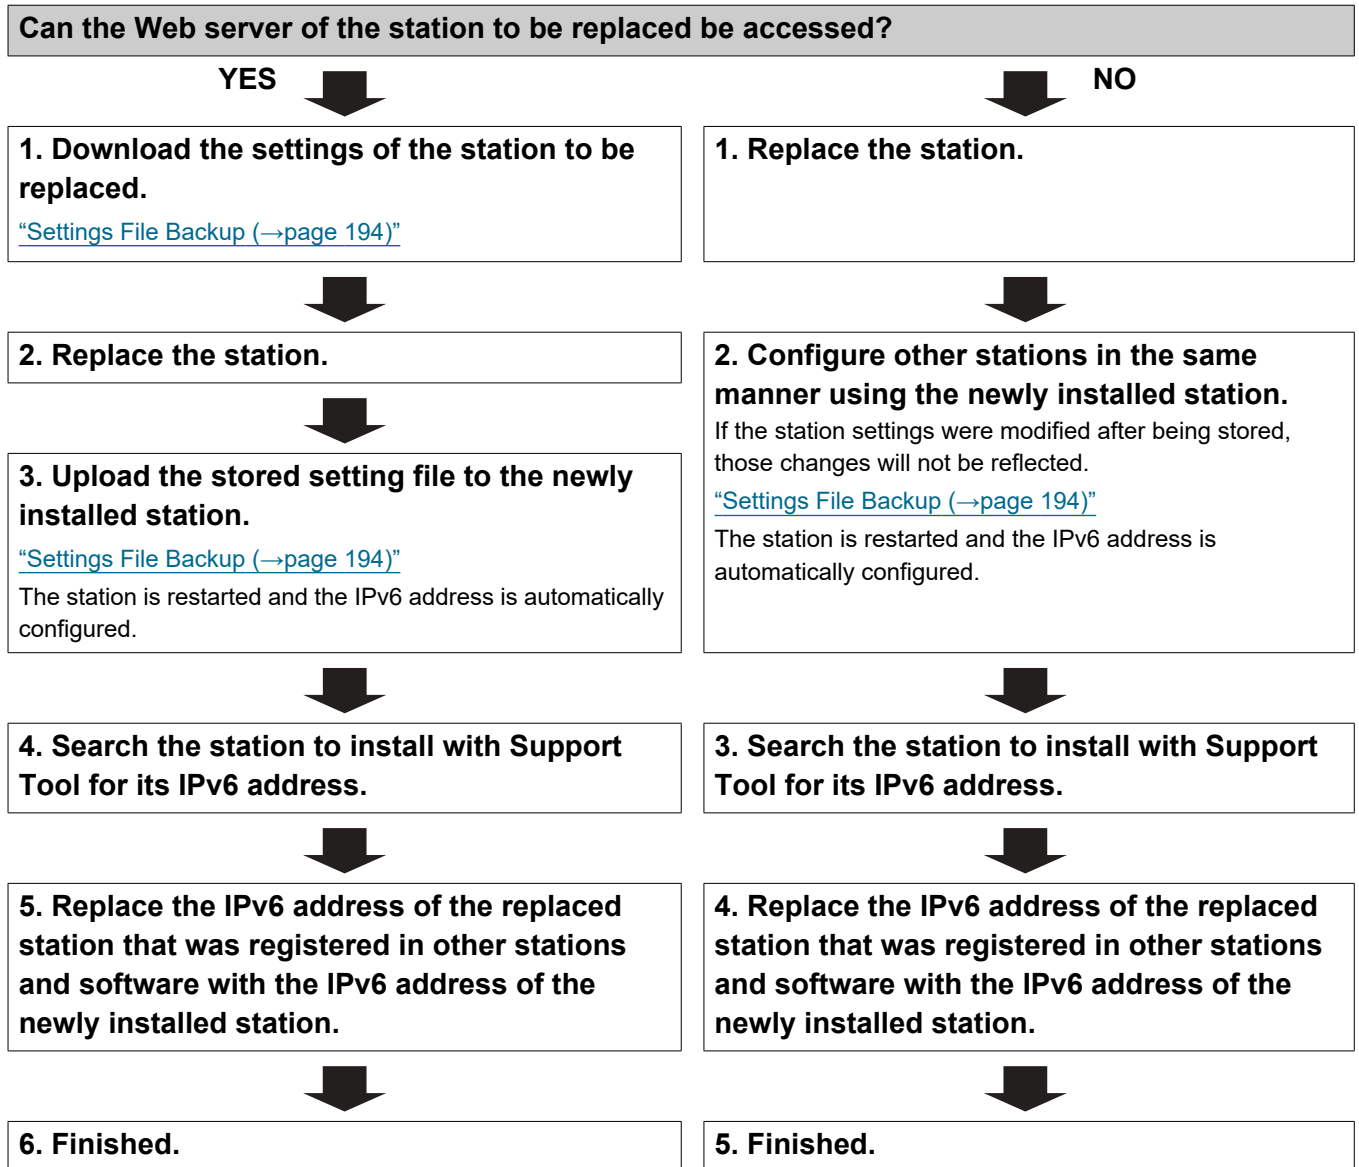 Can the Web server of the station to be replaced be accessed?
YES
NO
1. Download the settings of the station to be
replaced.
“Settings File Backup (→page 194)”
2. Replace the station.
3. Upload the stored setting file to the newly
installed station.
“Settings File Backup (→page 194)”
The station is restarted and the IPv6 address is automatically
configured.
4. Search the station to install with Support
Tool for its IPv6 address.
5. Replace the IPv6 address of the replaced
station that was registered in other stations
and software with the IPv6 address of the
newly installed station.
6. Finished.
1. Replace the station.
2. Configure other stations in the same
manner using the newly installed station.
If the station settings were modified after being stored,
those changes will not be reflected.
“Settings File Backup (→page 194)”
The station is restarted and the IPv6 address is
automatically configured.
3. Search the station to install with Support
Tool for its IPv6 address.
4. Replace the IPv6 address of the replaced
station that was registered in other stations
and software with the IPv6 address of the
newly installed station.
5. Finished.